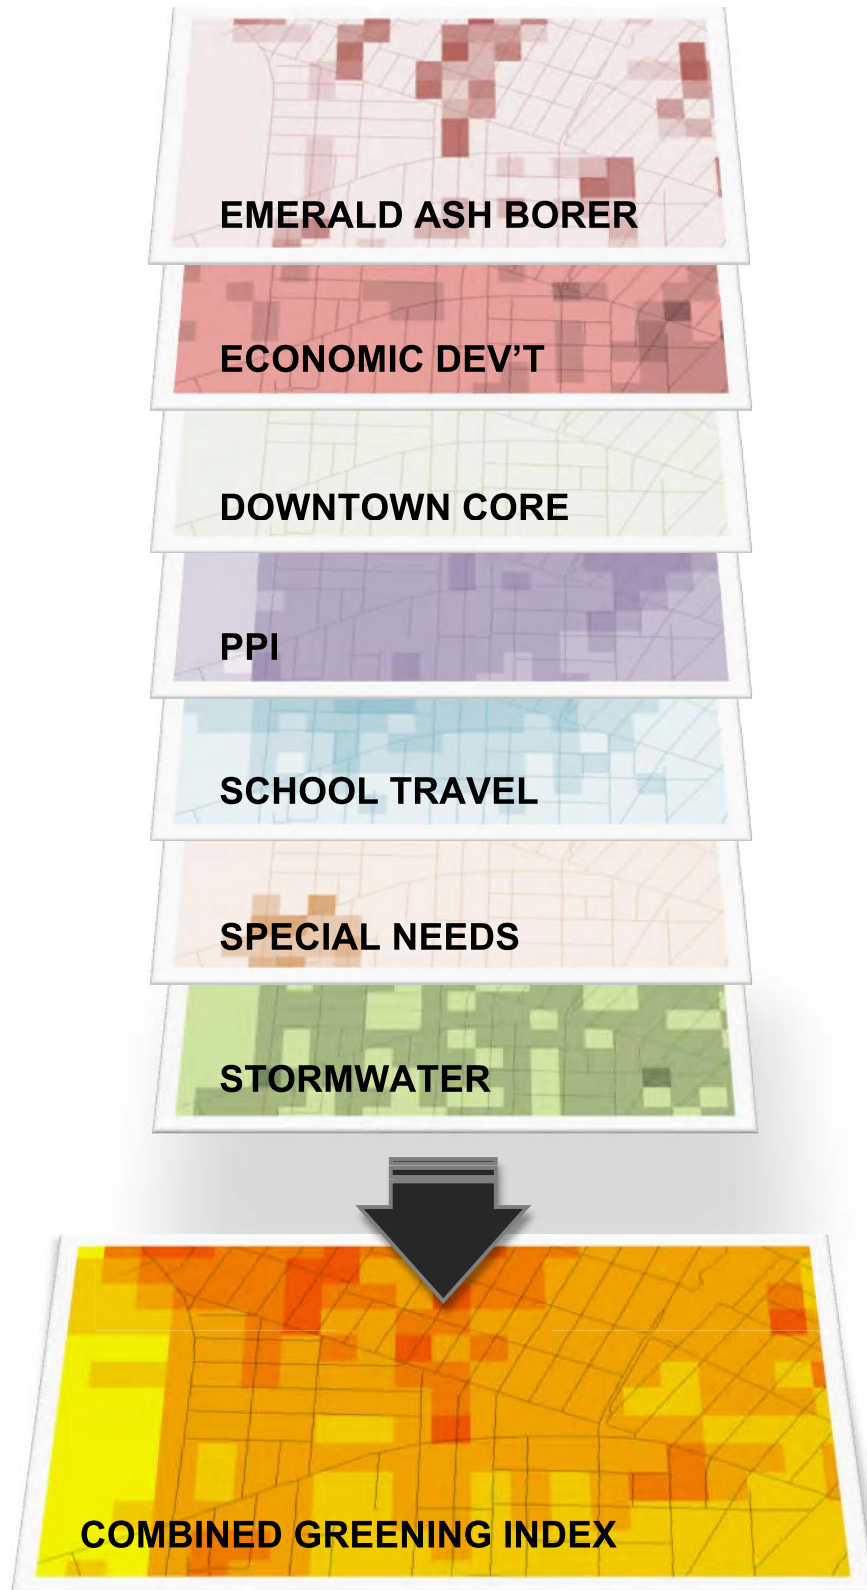 EMERALD ASH BORER
ECONOMIC DEV’T
DOWNTOWN CORE
PPI
SCHOOL TRAVEL
SPECIAL NEEDS
STORMWATER
COMBINED GREENING INDEX